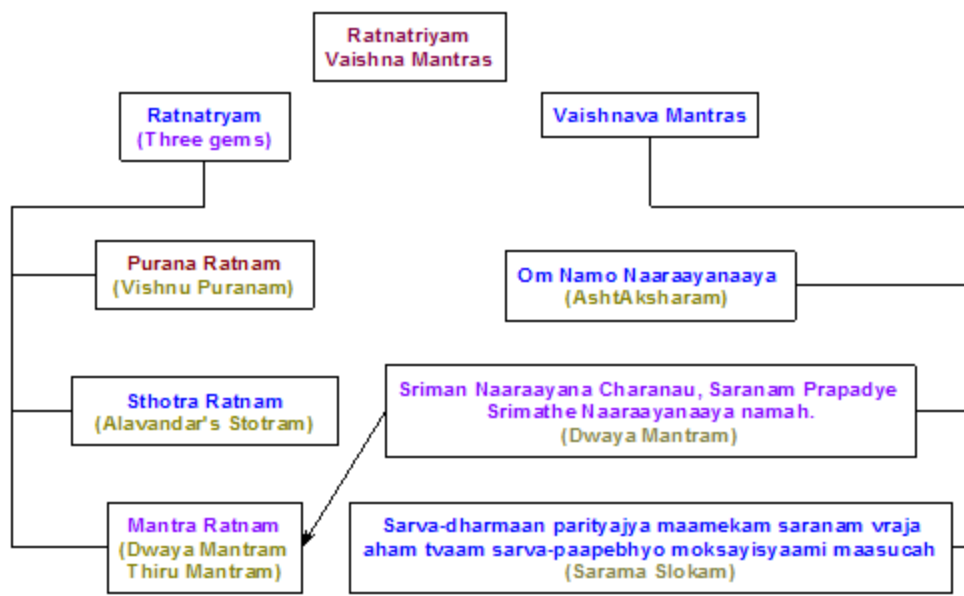 Ratnatriyam
Vaishna Mantras
Ratnatryam
(Three gems)
Vaishnava Mantras
Purana Ratnam
(Vishnu Puranam)
Om Namo Naaraayanaaya
(AshtAksharam)
Sthotra Ratnam
(Alavandar's Stotram)
Sriman Naaraayana Charanau, Saranam Prapadye
Srimathe Naaraayanaaya namah.
(Dwaya Mantram)
Mantra Ratnam
(Dwaya Mantram
Thiru Mantram)
Sarva-dharmaan parityajya maamekam saranam vraja
aham tvaam sarva-paapebhyo moksayisyaami maasucah
(Sarama Slokam)